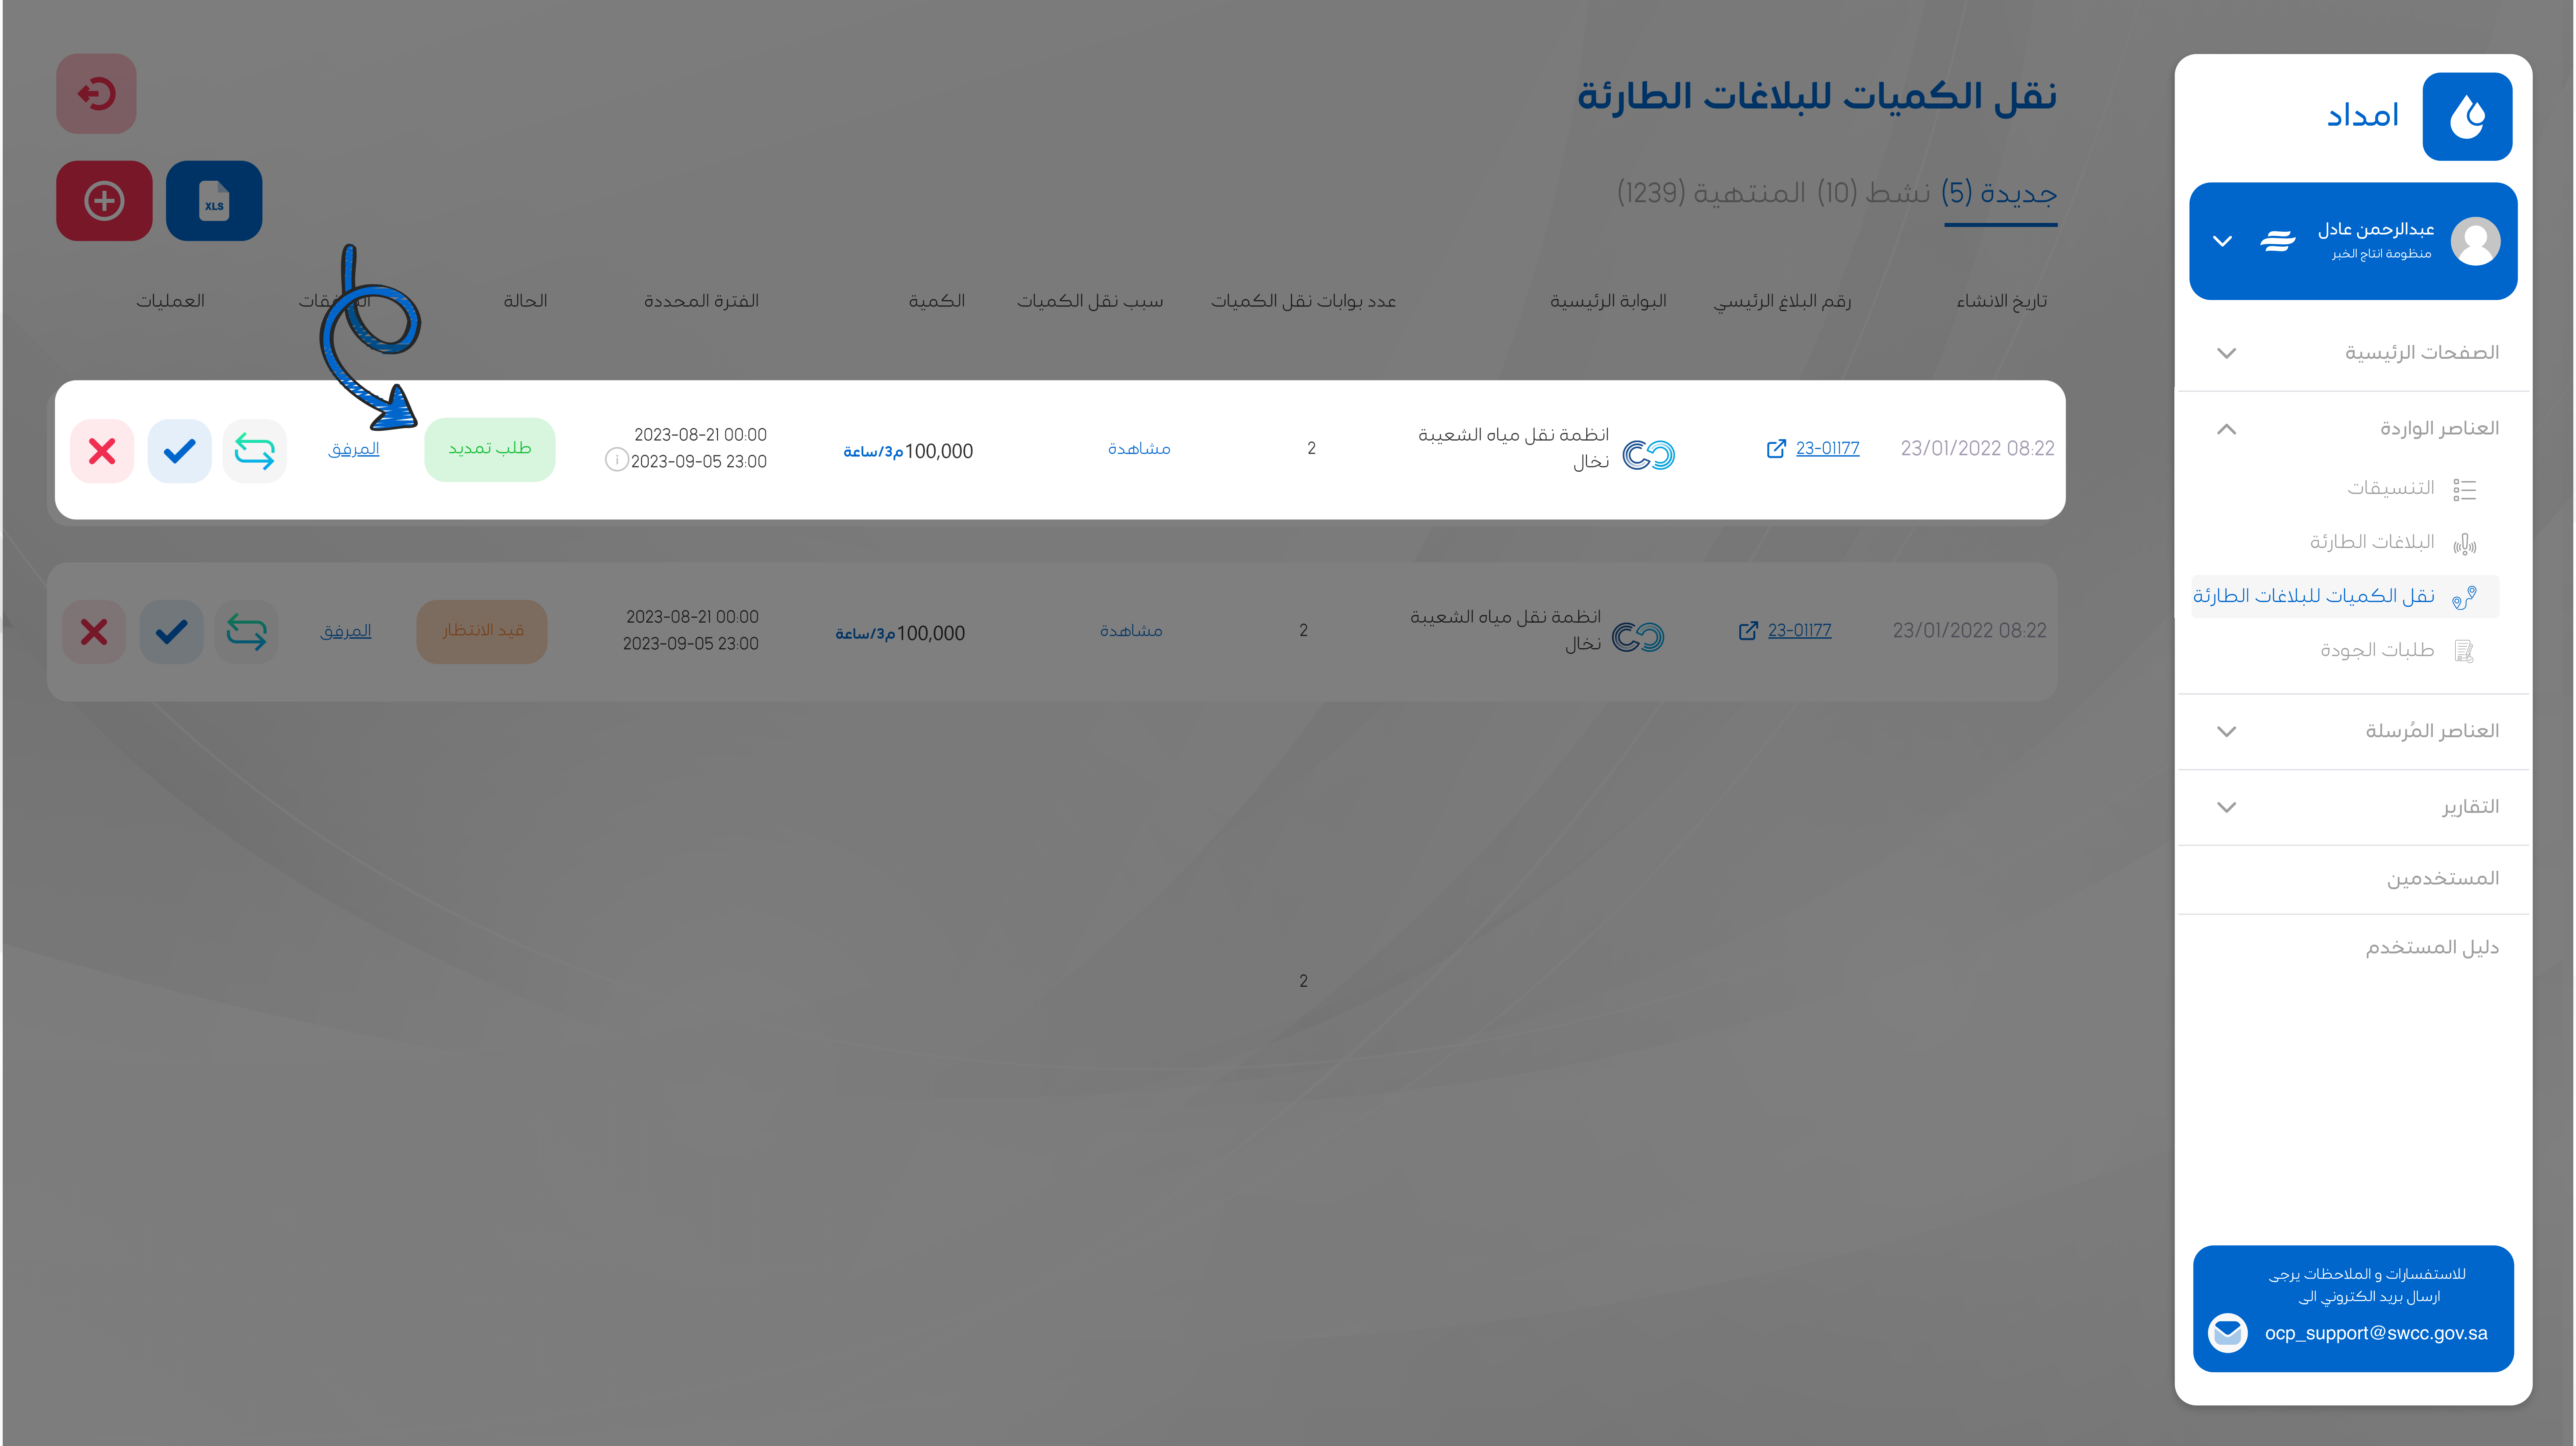 امداد
عبدالرحمن عادل
منظومة انتاج الخبر
الصفحات الرئيسية
العناصر الواردة
التنسيقات
البلاغات الطارئة
نقل الكميات للبلاغات الطارئة
طلبات الجودة
العناصر المُرسلة
التقارير
المستخدمين
دليل المستخدم
للاستفسارات و الملاحظات يرجى
ارسال بريد الكتروني الى
ocp_support@swcc.gov.sa
نقل الكميات للبلاغات الطارئة
جديدة (5) نشط (10) المنتهية (1239)
XLS
تاريخ الانشاء رقم البلاغ الرئيسي البوابة الرئيسية عدد بوابات نقل الكميات سبب نقل الكميات الكمية الفترة المحددة الحالة المرفقات العمليات
23/01/2022 08:22 23-01177 انظمة نقل مياه الشعيبة 2 مشاهدة 100,000م3/ساعة 2023-08-21 00:00 طلب تمديد المرفق
نخال 2023-09-05 23:00
23/01/2022 08:22 23-01177 انظمة نقل مياه الشعيبة 2 مشاهدة 100,000م3/ساعة 2023-08-21 00:00 قيد الانتظار المرفق
نخال 2023-09-05 23:00
2